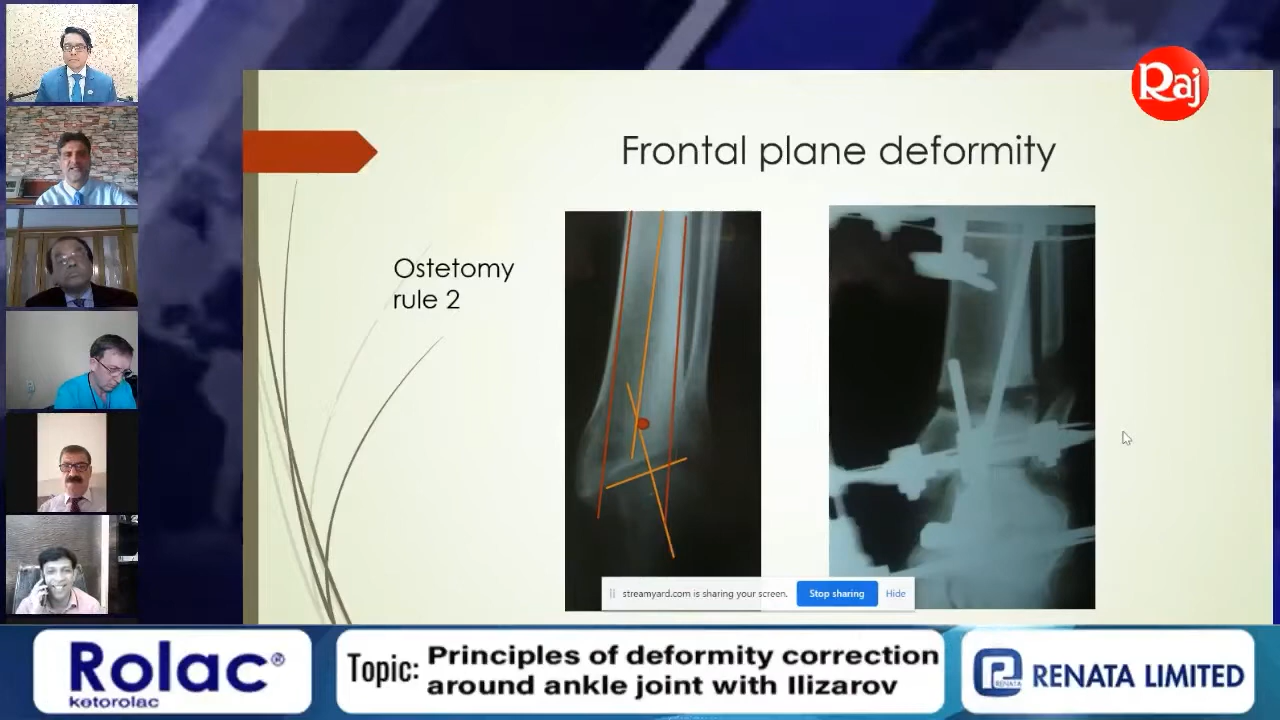 Raj
Frontal plane deformity
Ostetomy
rule 2
streamyard.com is sharing your screen.
Stop sharing
Hide
Rolac®
ketorolac
Topic:
Principles of deformity correction
around ankle joint with Ilizarov
RENATA
RENATA LIMITED